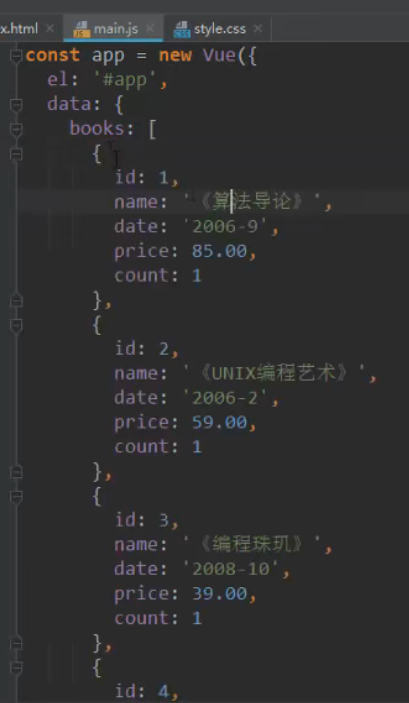 x.html main.js style.css
const app = new Vue({
el: '#app',
data: {
books: [
{
id: 1,
name: '《算法导论》',
date: '2006-9',
price: 85.00,
count: 1
},
{
id: 2,
name: '《UNIX编程艺术》',
date: '2006-2',
price: 59.00,
count: 1
},
{
id: 3,
name: '《编程珠玑》',
date: '2008-10',
price: 39.00,
count: 1
},
{
id: 4,